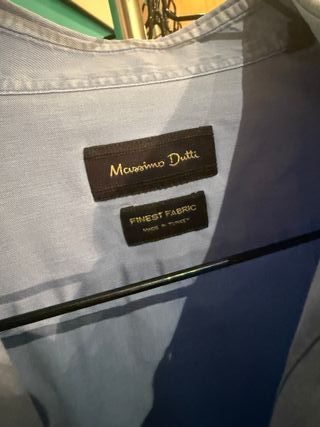 Massimo Dutti
FINEST FABRIC
MADE IN TURKEY